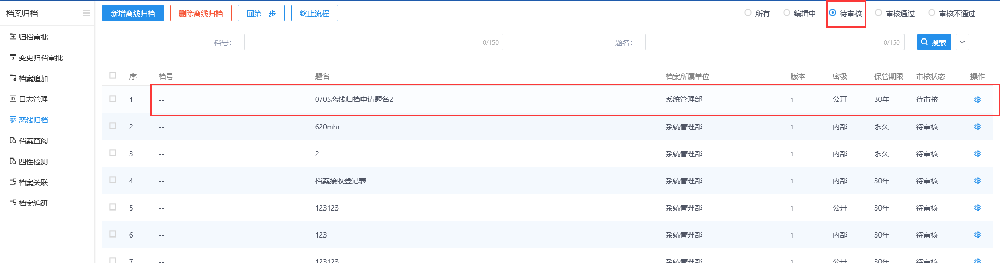 档案归档
归档审批
变更归档审批
档案追加
日志管理
离线归档
档案查阅
四性检测
档案关联
档案编研
新增离线归档 删除离线归档 回第一步 终止流程
所有 编辑中 待审核 审核通过 审核不通过
档号： 0/150 题名： 0/150 搜索
序 档号 题名 档案所属单位 版本 密级 保管期限 审核状态 操作
1 -- 0705离线归档申请题名2 系统管理部 1 公开 30年 待审核
2 -- 620mhr 系统管理部 1 内部 永久 待审核
3 -- 2 系统管理部 1 内部 永久 待审核
4 -- 档案接收登记表 系统管理部 1 内部 30年 待审核
5 -- 123123 系统管理部 1 公开 30年 待审核
6 -- 123 系统管理部 1 内部 30年 待审核
7 -- 123123 系统管理部 1 公开 30年 待审核